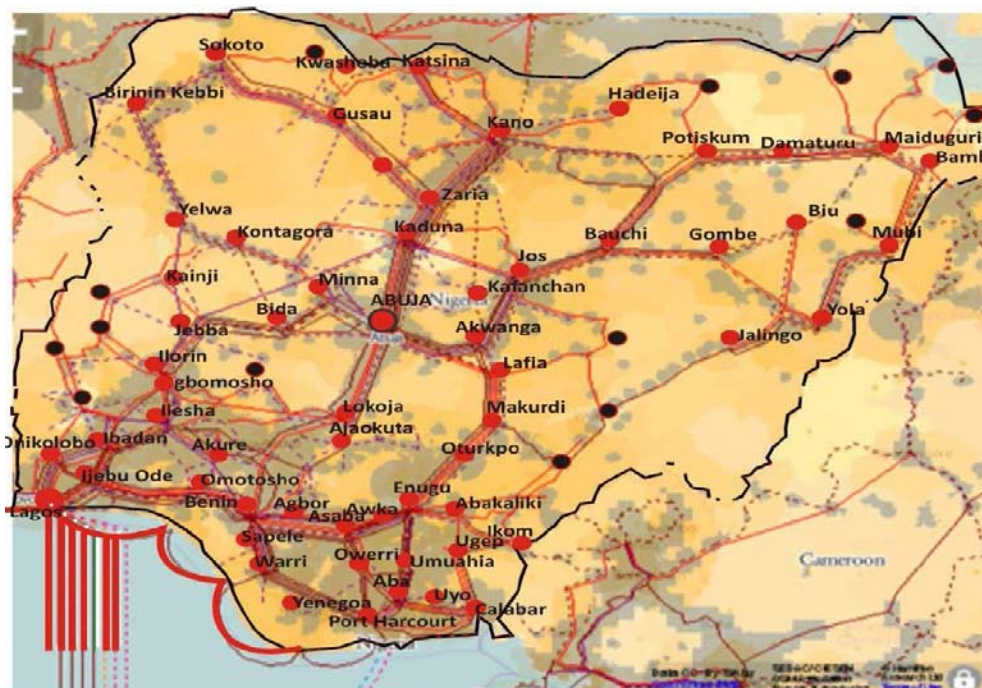 Sokoto
Kwasheba
Katsina
Birinin Kebbi
Hadeija
Gusau
Kano
Potiskum
Damaturu
Maiduguri
Zaria
Yelwa
Kaduna
Biu
Kontagora
Bauchi
Gombe
Mubi
Jos
Kainji
Minna
Kafanchan
ABUJA
Bida
Jebba
Akwanga
Yola
Jalingo
Ilorin
Lafia
gbomosho
Ilesha
Lokoja
Makurdi
Ajaokuta
Onikolobo
Ibadan
Akure
Oturkpo
Ijebu Ode
Omotosho
Enugu
Lagos
Benin
Agbor
Awka
Abakaliki
Asaba
Sapele
Ikom
Owerri
Ugep
Warri
Umuahia
Cameroon
Aba
Uyo
Yenegoa
Calabar
Port Harcourt